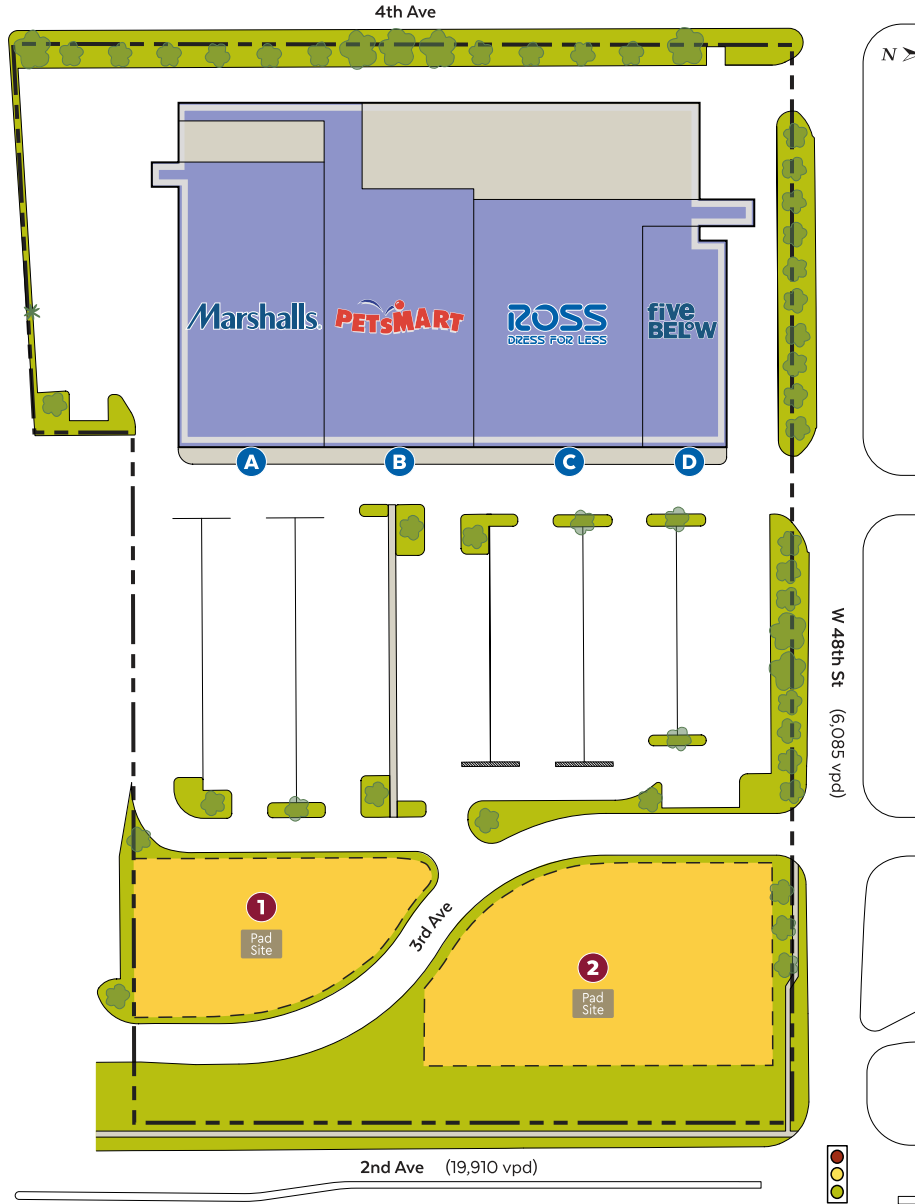 4th Ave
N
Marshalls
PETSMART
ROSS
DRESS FOR LESS
five
BELOW
A
B
C
D
W 48th St (6,085 vpd)
1
Pad
Site
3rd Ave
2
Pad
Site
2nd Ave (19,910 vpd)